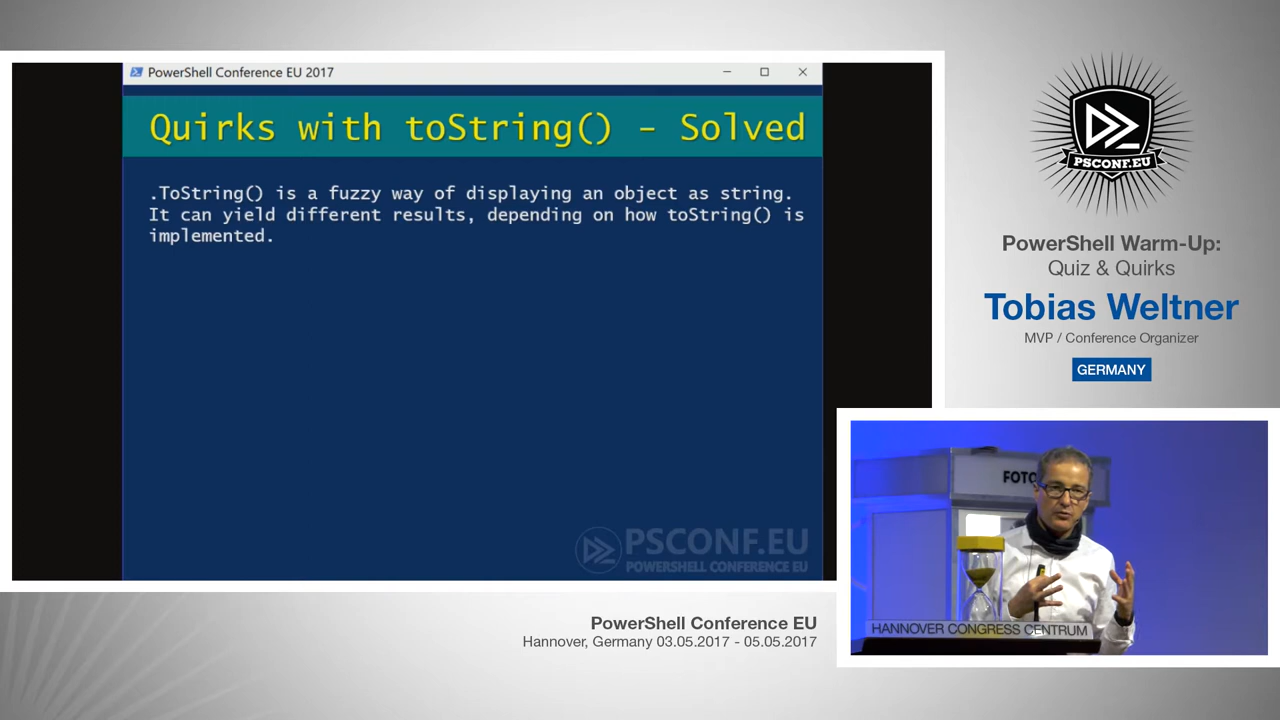 PowerShell Conference EU 2017
Quirks with toString() – Solved
.ToString() is a fuzzy way of displaying an object as string.
It can yield different results, depending on how toString() is
implemented.
PSCONF.EU
POWERSHELL CONFERENCE EU
PSCONF.EU
PowerShell Warm-Up:
Quiz & Quirks
Tobias Weltner
MVP / Conference Organizer
GERMANY
FOTO
HANNOVER CONGRESS CENTRUM
PowerShell Conference EU
Hannover, Germany 03.05.2017 - 05.05.2017